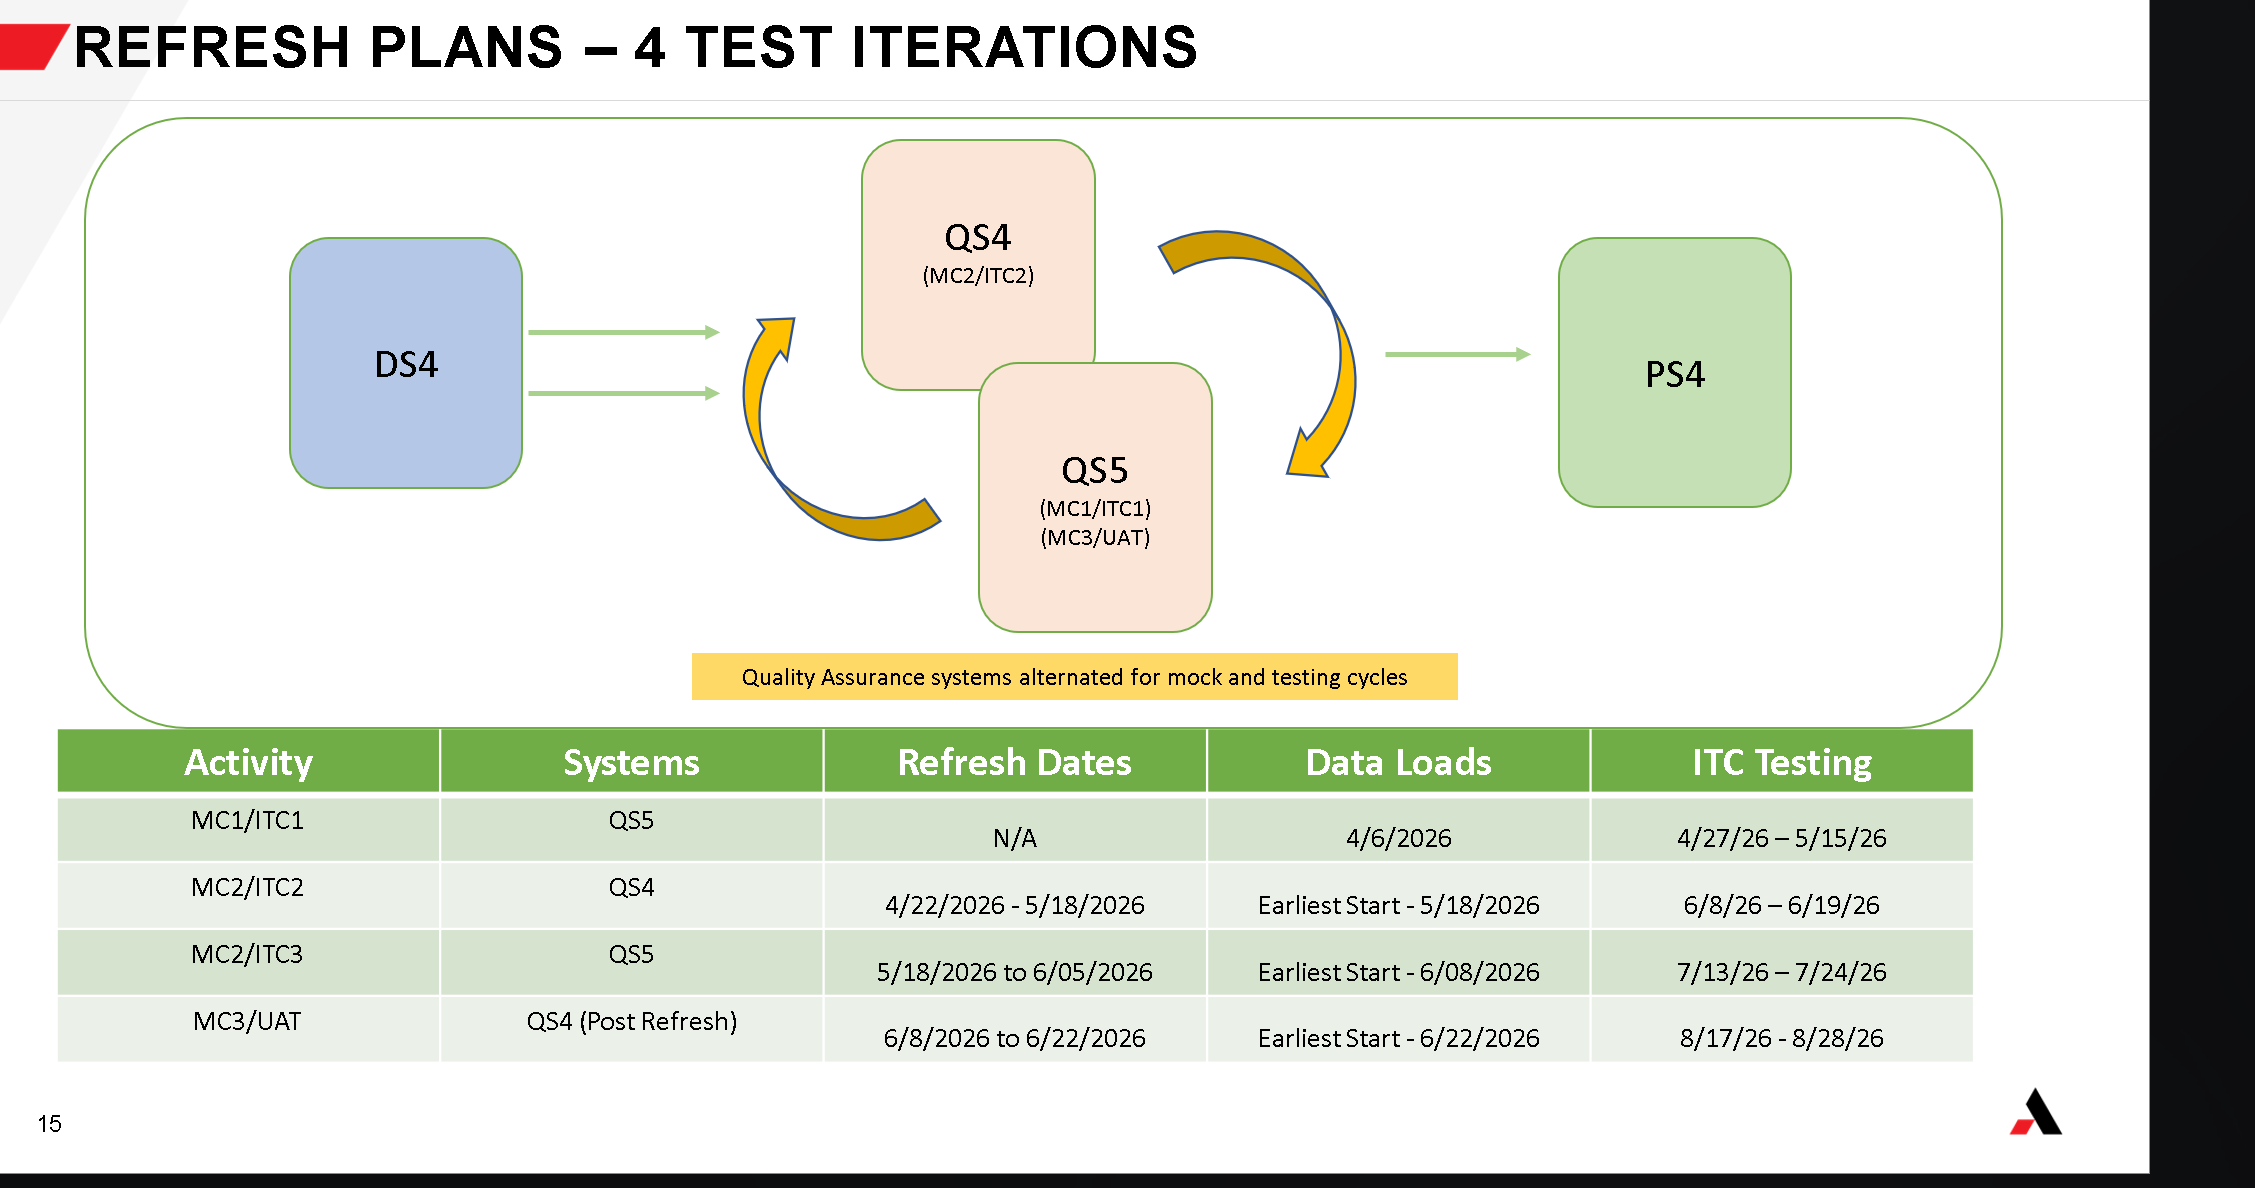 REFRESH PLANS – 4 TEST ITERATIONS
QS4
(MC2/ITC2)
DS4
PS4
QS5
(MC1/ITC1)
(MC3/UAT)
Quality Assurance systems alternated for mock and testing cycles
Activity Systems Refresh Dates Data Loads ITC Testing
MC1/ITC1 QS5 N/A 4/6/2026 4/27/26 – 5/15/26
MC2/ITC2 QS4 4/22/2026 - 5/18/2026 Earliest Start - 5/18/2026 6/8/26 – 6/19/26
MC2/ITC3 QS5 5/18/2026 to 6/05/2026 Earliest Start - 6/08/2026 7/13/26 – 7/24/26
MC3/UAT QS4 (Post Refresh) 6/8/2026 to 6/22/2026 Earliest Start - 6/22/2026 8/17/26 - 8/28/26
15